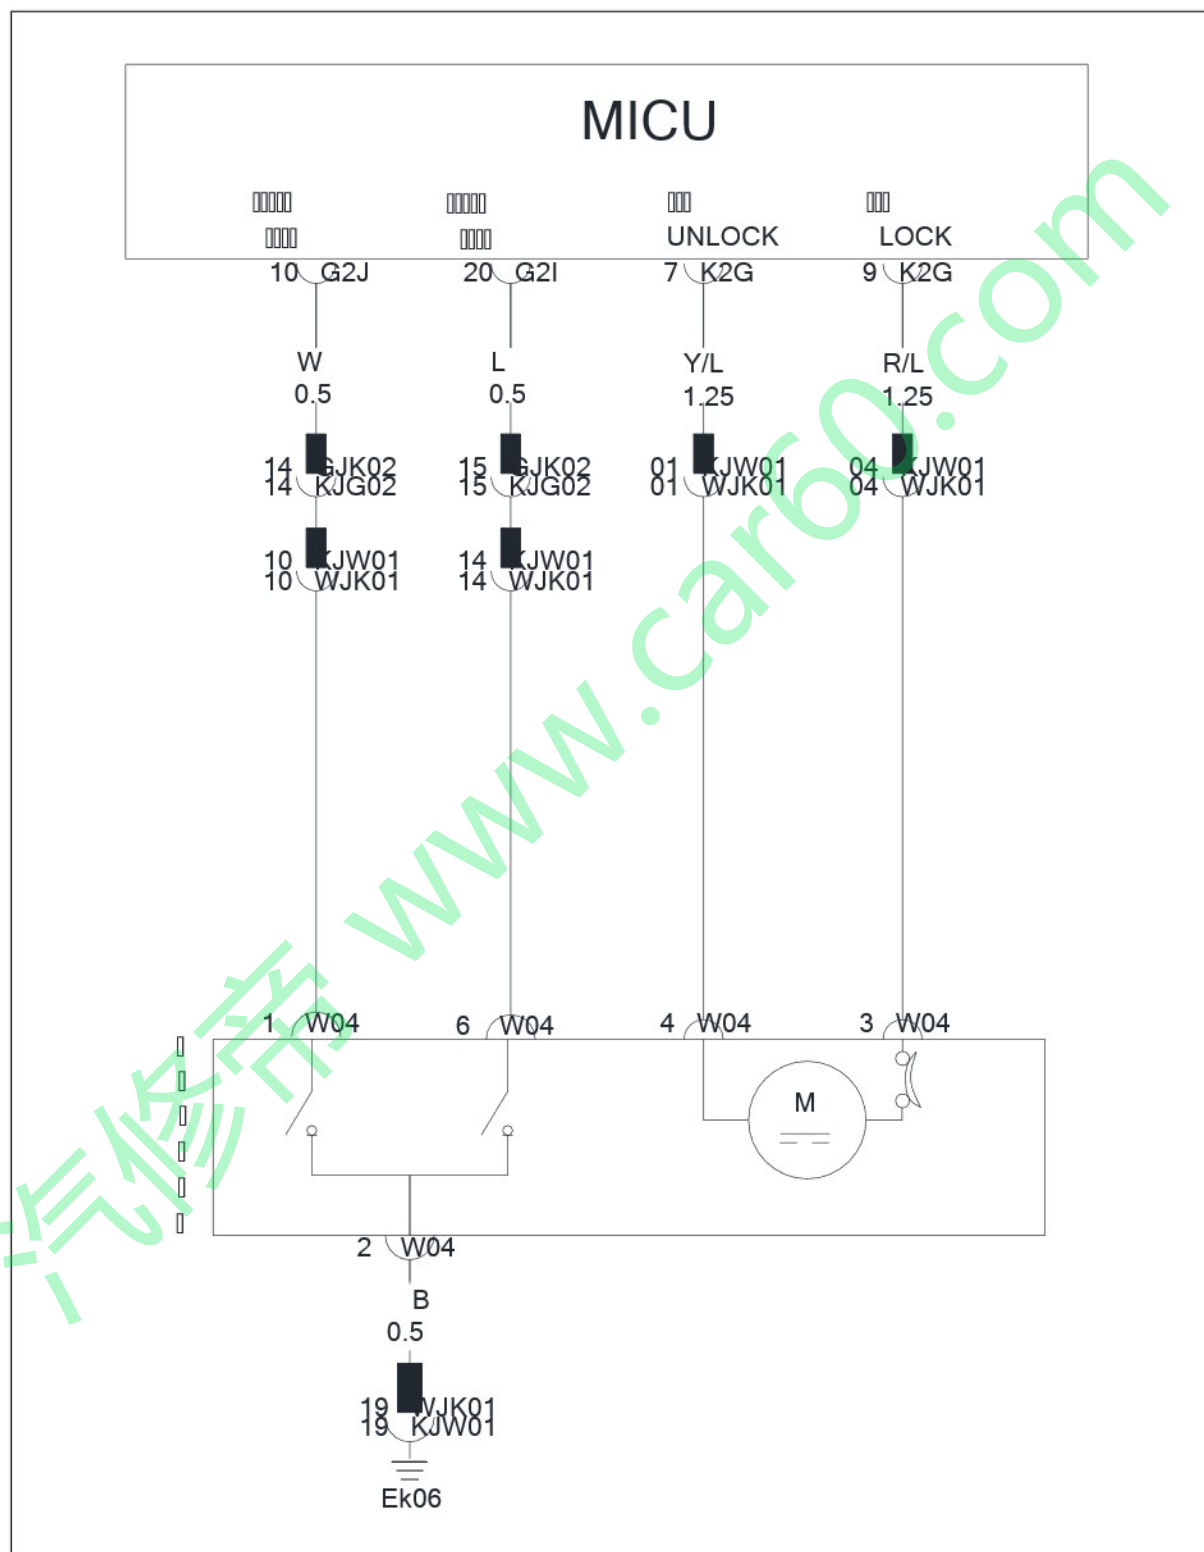 MICU
UNLOCK LOCK
10 G2J 20 G2I 7 K2G 9 K2G
W L Y/L R/L
0.5 0.5 1.25 1.25
14 GJK02 15 GJK02 01 KJW01 04 KJW01
14 KJG02 15 KJG02 01 WJK01 04 WJK01
10 KJW01 14 KJW01
10 WJK01 14 WJK01
1 W04 6 W04 4 W04 3 W04
M
2 W04
B
0.5
19 WJK01
19 KJW01
Ek06
汽修帝 www.car60.com